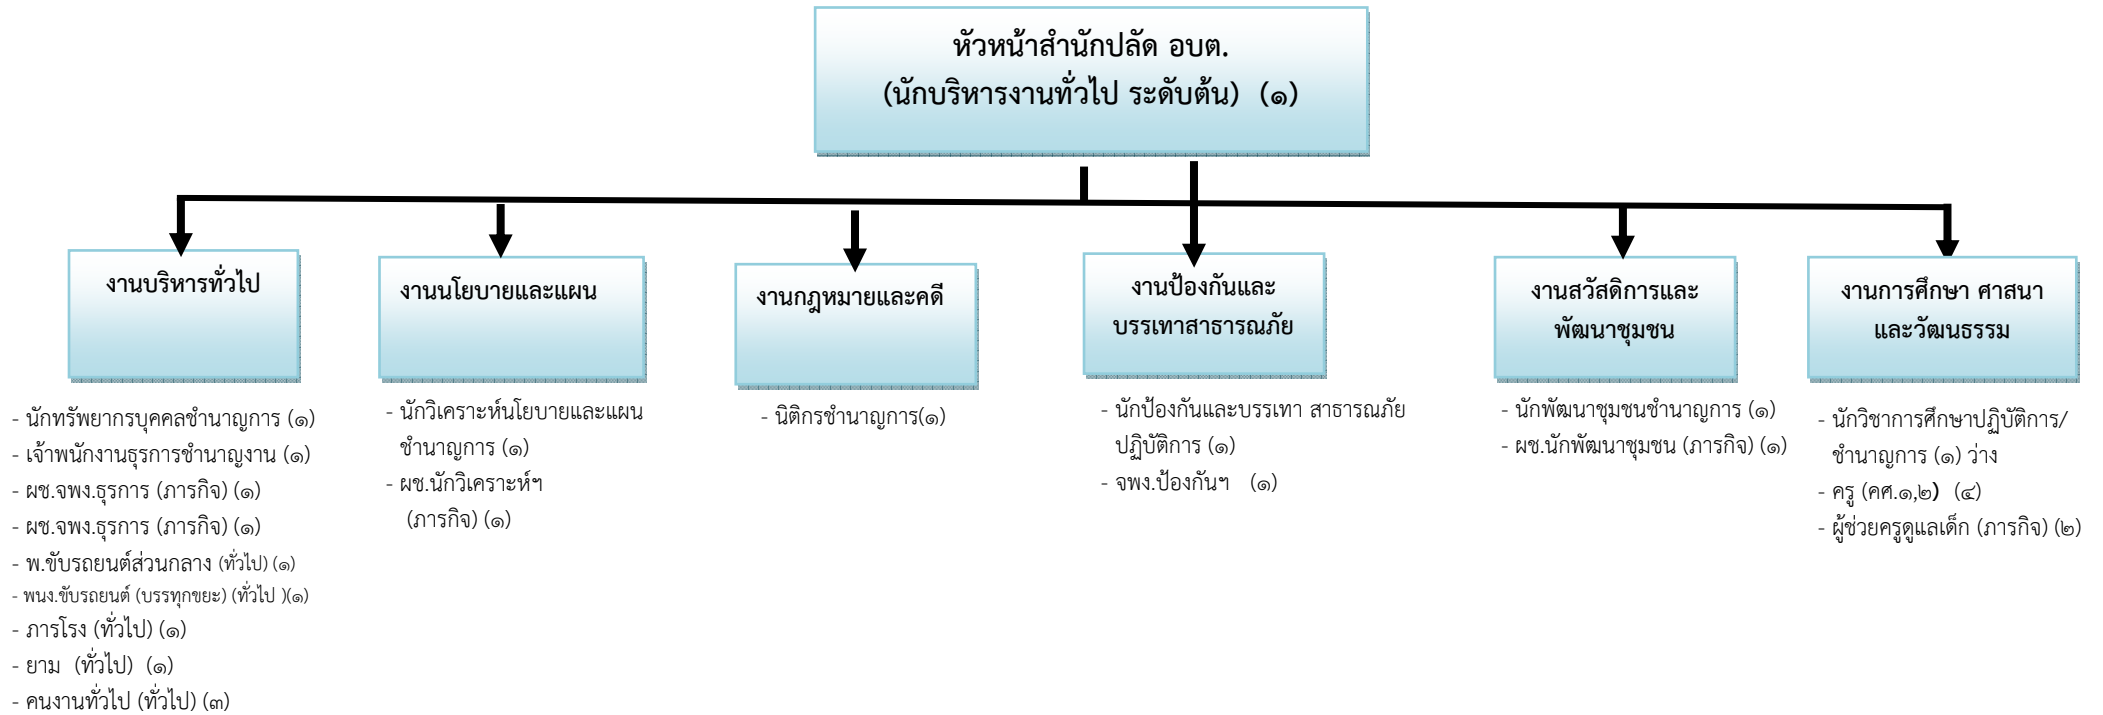 หัวหน้าสำนักปลัด อบต.
(นักบริหารงานทั่วไป ระดับต้น) (๑)
งานบริหารทั่วไป
- นักทรัพยากรบุคคลชำนาญการ (๑)
- เจ้าพนักงานธุรการชำนาญงาน (๑)
- ผช.จพง.ธุรการ (ภารกิจ) (๑)
- ผช.จพง.ธุรการ (ภารกิจ) (๑)
- พ.ขับรถยนต์ส่วนกลาง (ทั่วไป) (๑)
- พนง.ขับรถยนต์ (บรรทุกขยะ) (ทั่วไป )(๑)
- ภารโรง (ทั่วไป) (๑)
- ยาม (ทั่วไป) (๑)
- คนงานทั่วไป (ทั่วไป) (๓)
งานนโยบายและแผน
- นักวิเคราะห์นโยบายและแผน
ชำนาญการ (๑)
- ผช.นักวิเคราะห์ฯ
(ภารกิจ) (๑)
งานกฎหมายและคดี
- นิติกรชำนาญการ(๑)
งานป้องกันและ
บรรเทาสาธารณภัย
- นักป้องกันและบรรเทา สาธารณภัย
ปฏิบัติการ (๑)
- จพง.ป้องกันฯ (๑)
งานสวัสดิการและ
พัฒนาชุมชน
- นักพัฒนาชุมชนชำนาญการ (๑)
- ผช.นักพัฒนาชุมชน (ภารกิจ) (๑)
งานการศึกษา ศาสนา
และวัฒนธรรม
- นักวิชาการศึกษาปฏิบัติการ/
ชำนาญการ (๑) ว่าง
- ครู (คศ.๑,๒) (๔)
- ผู้ช่วยครูดูแลเด็ก (ภารกิจ) (๒)